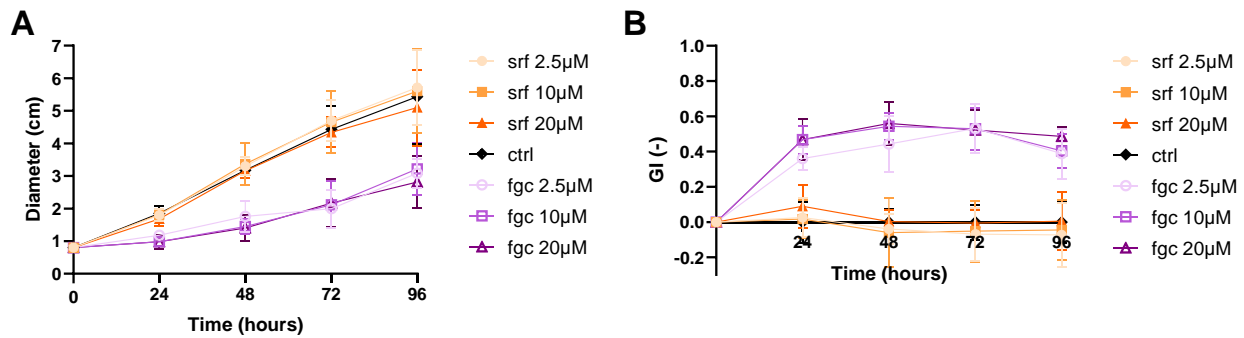 A
Diameter (cm)
7
6
5
4
3
2
1
0
0 24 48 72 96
Time (hours)
srf 2.5µM
srf 10µM
srf 20µM
ctrl
fgc 2.5µM
fgc 10µM
fgc 20µM
B
GI (-)
1.0
0.8
0.6
0.4
0.2
0.0
-0.2
24 48 72 96
Time (hours)
srf 2.5µM
srf 10µM
srf 20µM
ctrl
fgc 2.5µM
fgc 10µM
fgc 20µM